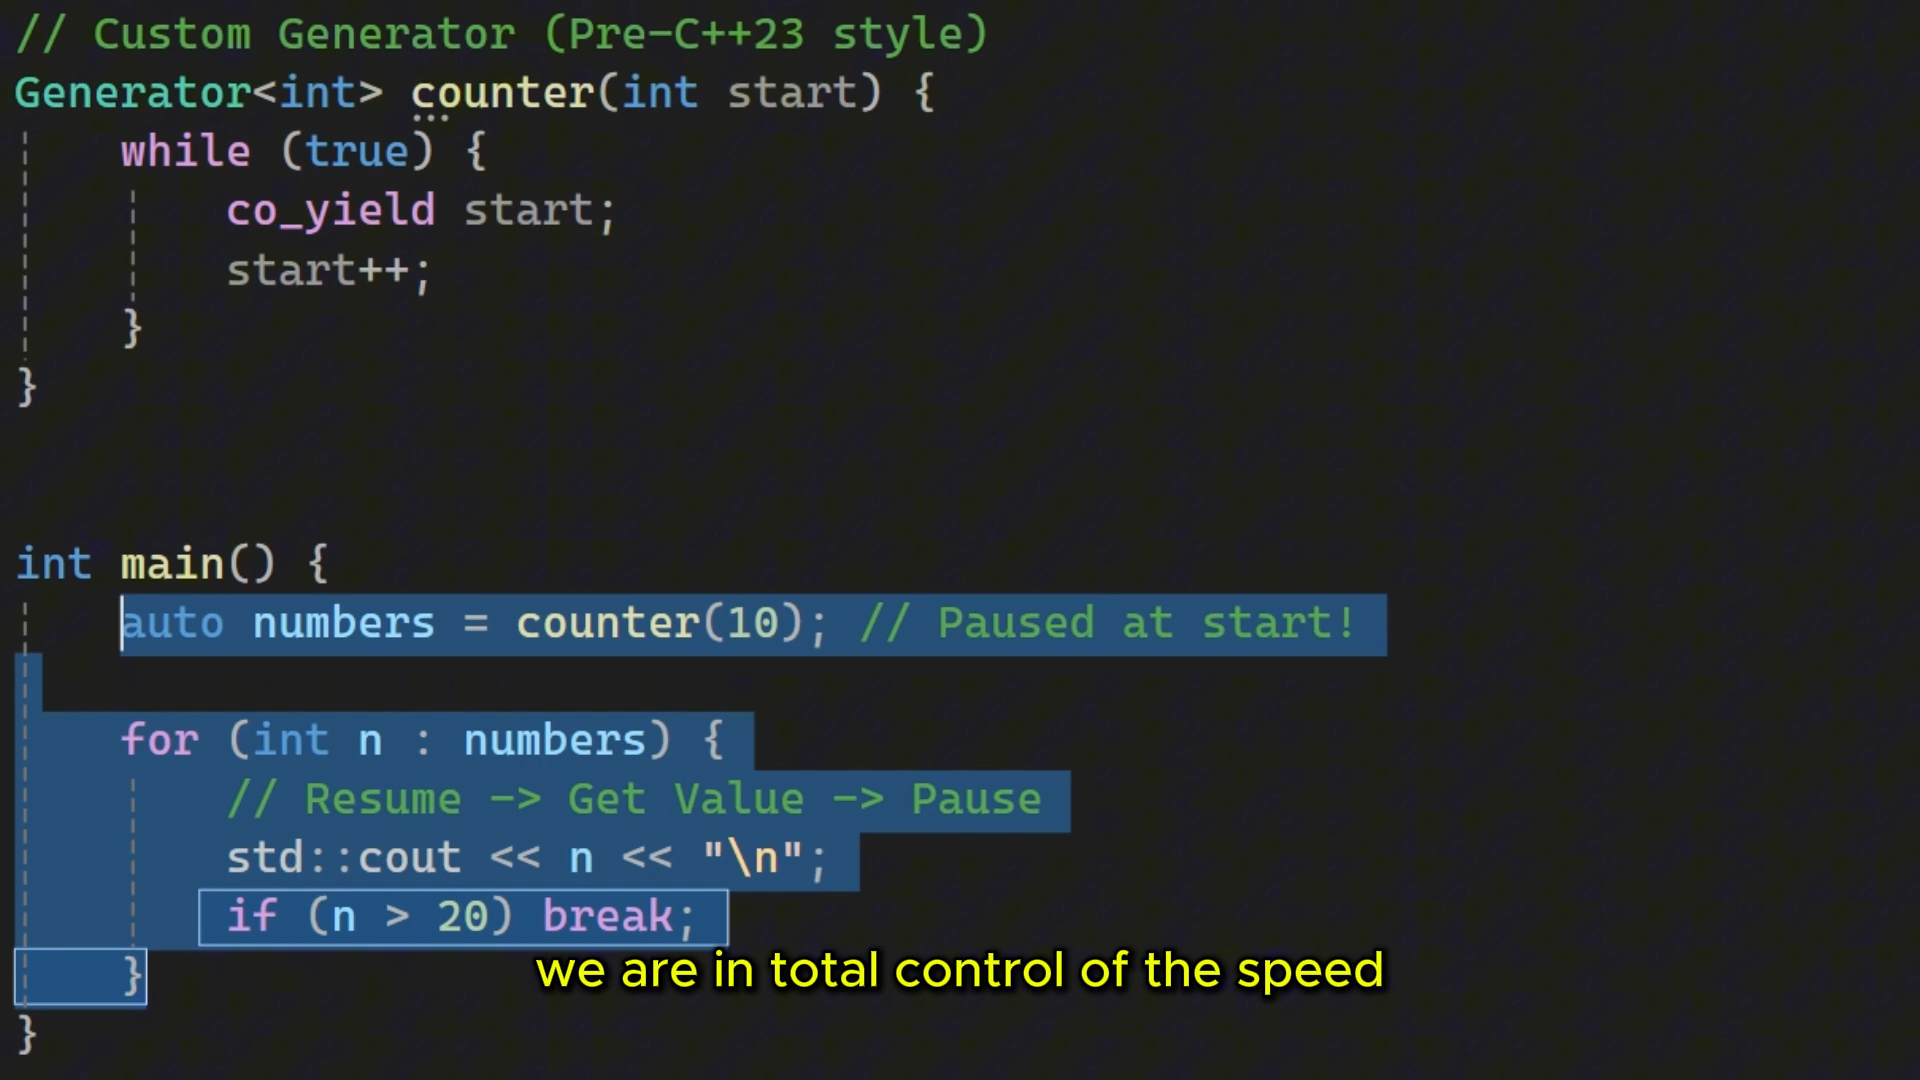 // Custom Generator (Pre-C++23 style)
Generator<int> counter(int start) {
    while (true) {
        co_yield start;
        start++;
    }
}
int main() {
    auto numbers = counter(10); // Paused at start!
    for (int n : numbers) {
        // Resume -> Get Value -> Pause
        std::cout << n << "\n";
        if (n > 20) break;
    }
we are in total control of the speed
}